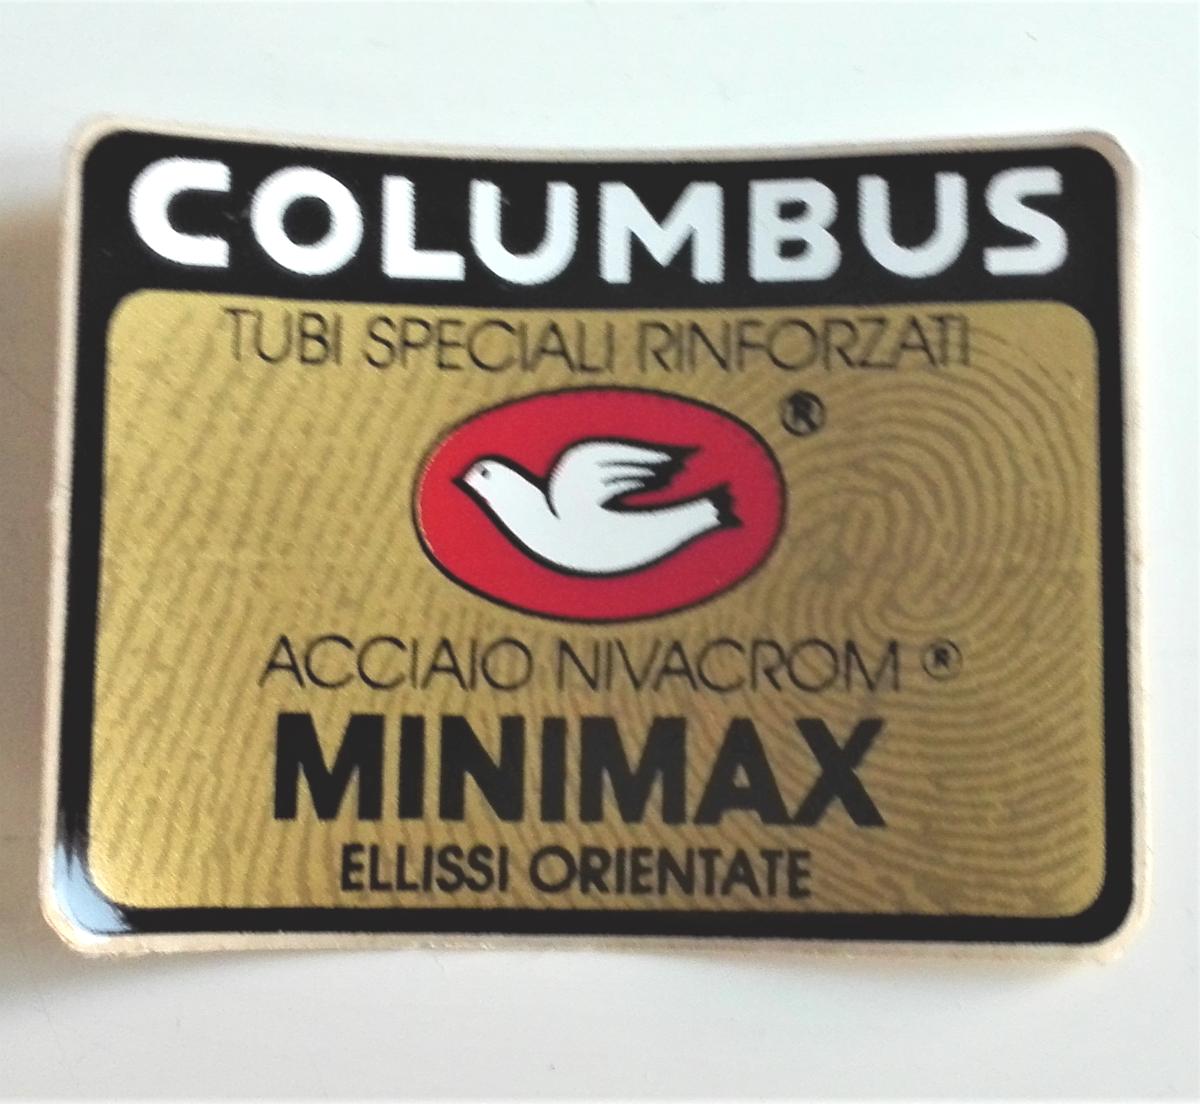 COLUMBUS
TUBI SPECIALI RINFORZATI
®
ACCIAIO NIVACROM ®
MINIMAX
ELLISSI ORIENTATE